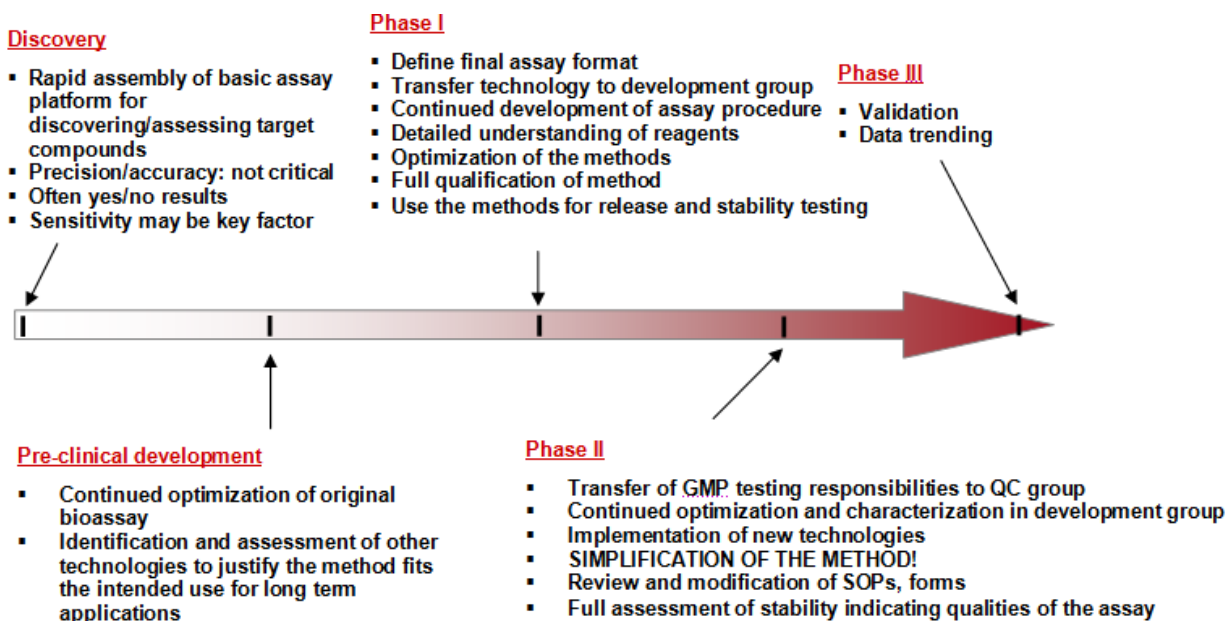 Discovery
▪ Rapid assembly of basic assay
platform for
discovering/assessing target
compounds
▪ Precision/accuracy: not critical
▪ Often yes/no results
▪ Sensitivity may be key factor
Phase I
▪ Define final assay format
▪ Transfer technology to development group
▪ Continued development of assay procedure
▪ Detailed understanding of reagents
▪ Optimization of the methods
▪ Full qualification of method
▪ Use the methods for release and stability testing
Phase III
▪ Validation
▪ Data trending
Pre-clinical development
▪ Continued optimization of original
bioassay
▪ Identification and assessment of other
technologies to justify the method fits
the intended use for long term
applications
Phase II
▪ Transfer of GMP testing responsibilities to QC group
▪ Continued optimization and characterization in development group
▪ Implementation of new technologies
▪ SIMPLIFICATION OF THE METHOD!
▪ Review and modification of SOPs, forms
▪ Full assessment of stability indicating qualities of the assay